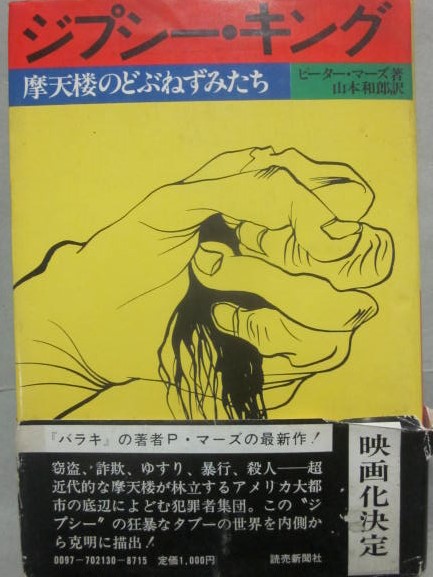 ジプシー・キング
摩天楼のどぶねずみたち
ピーター・マーズ著
山本和郎訳
『バラキ』の著者P・マーズの最新作!
窃盗、詐欺、ゆすり、暴行、殺人――超
近代的な摩天楼が林立するアメリカ大都
市の底辺によどむ犯罪者集団。この“ジ
プシー”の狂暴なタブーの世界を内側か
ら克明に描出!
0097-702130-8715 定価1,000円 読売新聞社
映画化決定